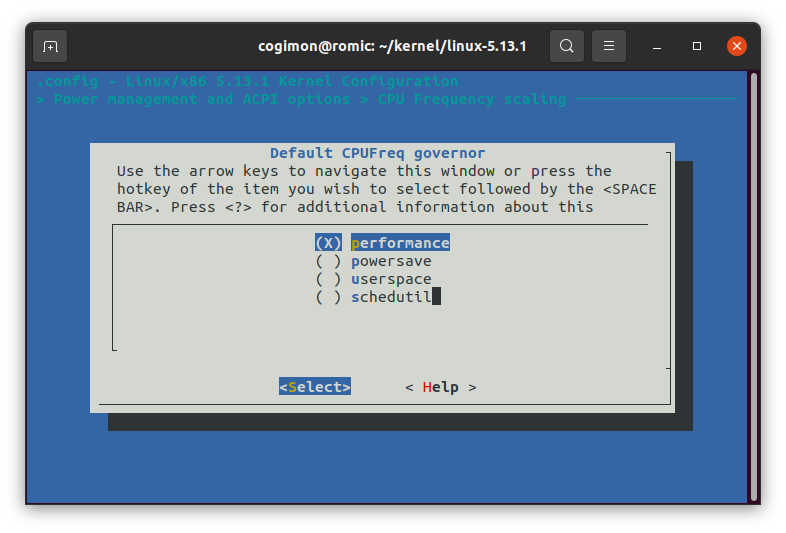 cogimon@romic: ~/kernel/linux-5.13.1
.config - Linux/x86 5.13.1 Kernel Configuration
> Power management and ACPI options > CPU Frequency scaling
Default CPUFreq governor
Use the arrow keys to navigate this window or press the
hotkey of the item you wish to select followed by the <SPACE
BAR>. Press <?> for additional information about this
(X) performance
( ) powersave
( ) userspace
( ) schedutil
<Select> < Help >